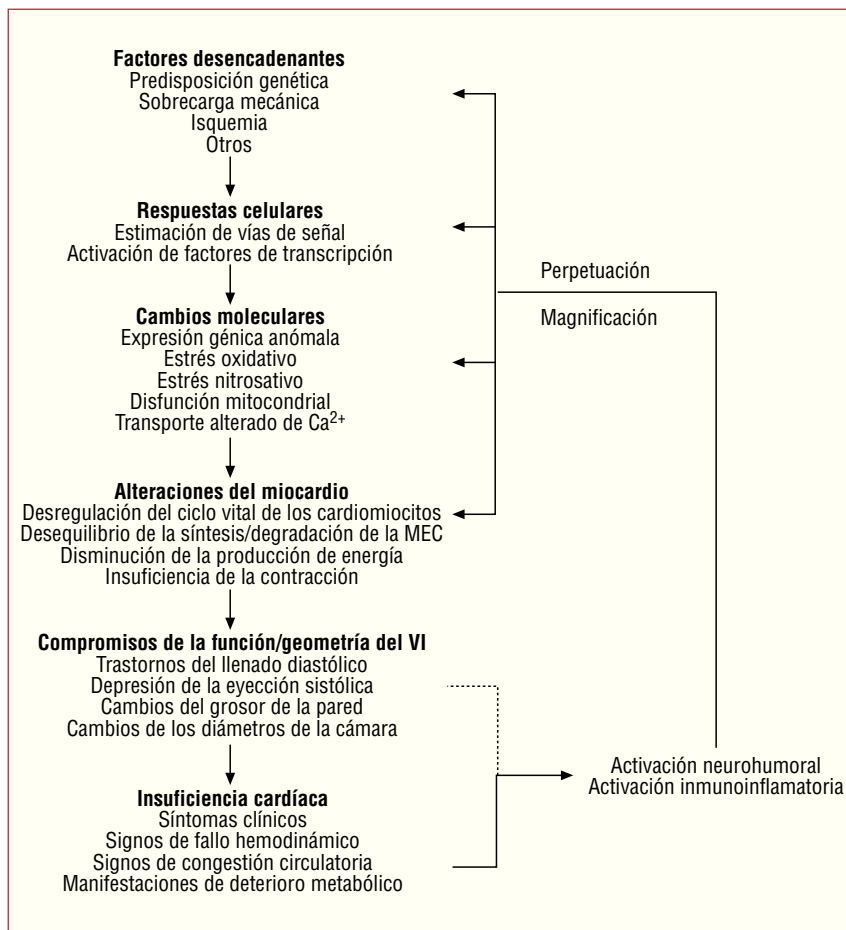 Factores desencadenantes
Predisposición genética
Sobrecarga mecánica
Isquemia
Otros
Respuestas celulares
Estimación de vías de señal
Activación de factores de transcripción
Perpetuación
Magnificación
Cambios moleculares
Expresión génica anómala
Estrés oxidativo
Estrés nitrosativo
Disfunción mitocondrial
Transporte alterado de Ca²⁺
Alteraciones del miocardio
Desregulación del ciclo vital de los cardiomiocitos
Desequilibrio de la síntesis/degradación de la MEC
Disminución de la producción de energía
Insuficiencia de la contracción
Compromisos de la función/geometría del VI
Trastornos del llenado diastólico
Depresión de la eyección sistólica
Cambios del grosor de la pared
Cambios de los diámetros de la cámara
Activación neurohumoral
Activación inmunoinflamatoria
Insuficiencia cardíaca
Síntomas clínicos
Signos de fallo hemodinámico
Signos de congestión circulatoria
Manifestaciones de deterioro metabólico